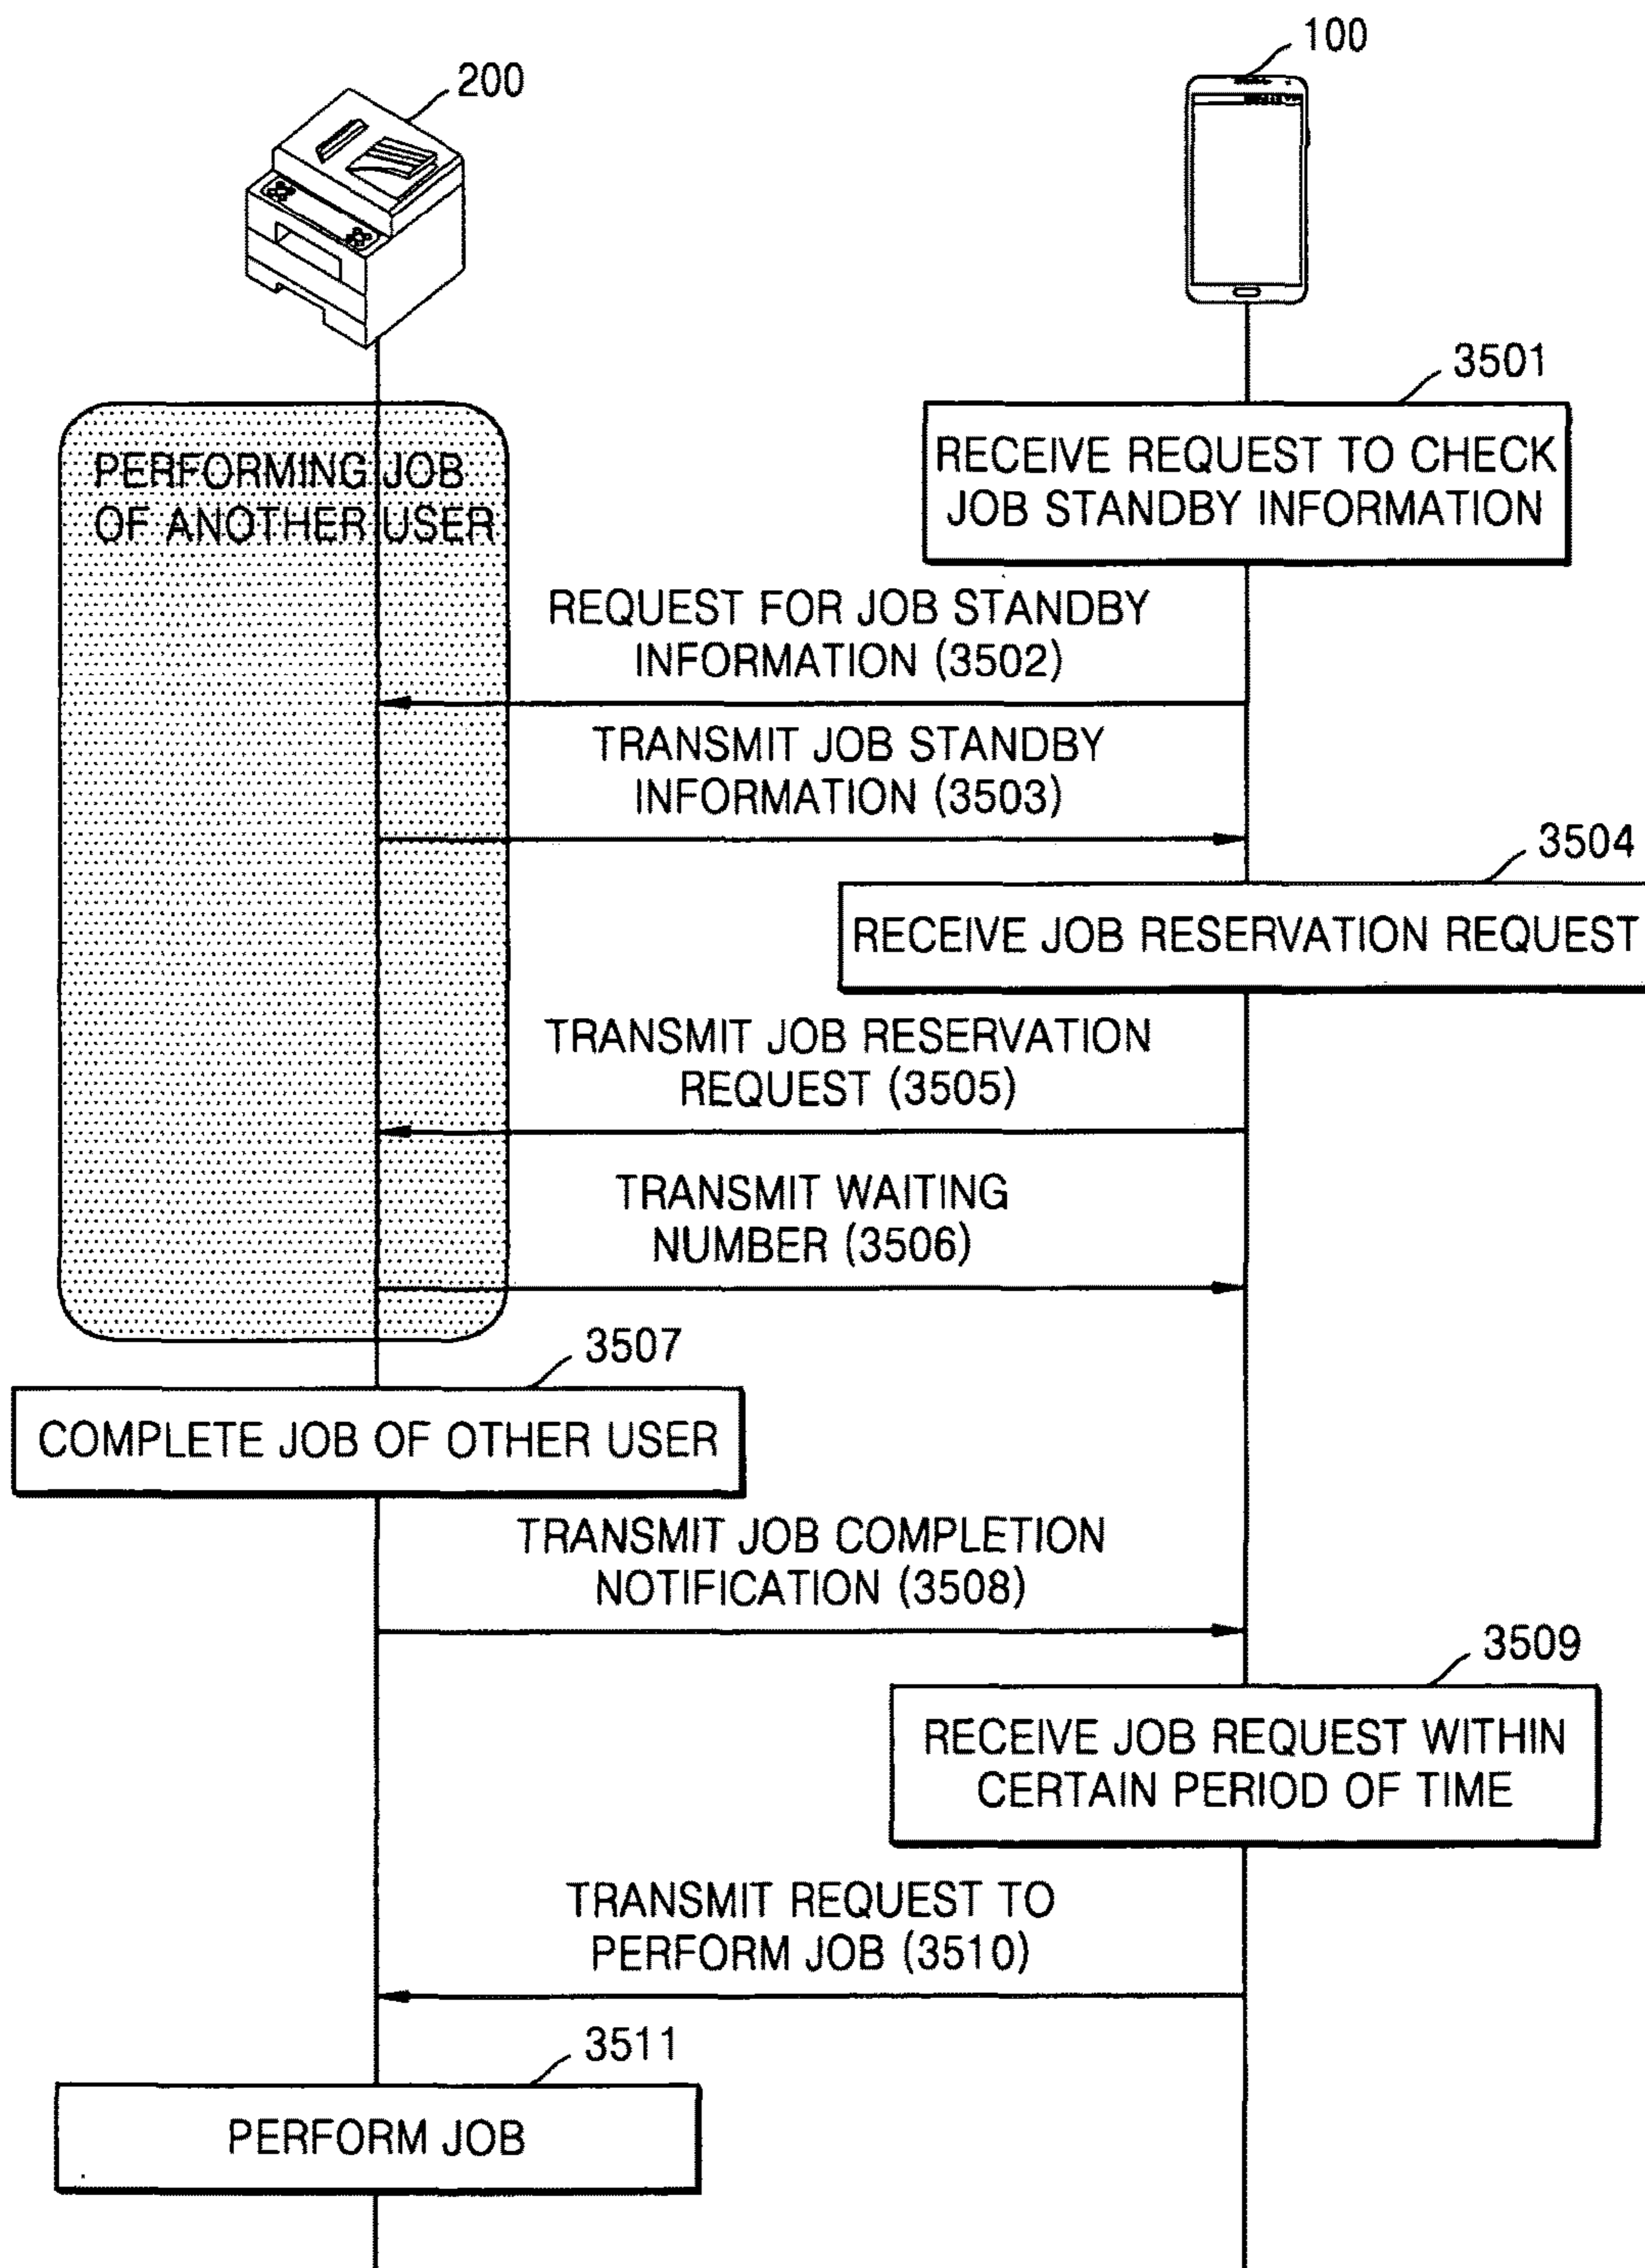 200
100
3501
PERFORMING JOB
OF ANOTHER USER
RECEIVE REQUEST TO CHECK
JOB STANDBY INFORMATION
REQUEST FOR JOB STANDBY
INFORMATION (3502)
TRANSMIT JOB STANDBY
INFORMATION (3503)
3504
RECEIVE JOB RESERVATION REQUEST
TRANSMIT JOB RESERVATION
REQUEST (3505)
TRANSMIT WAITING
NUMBER (3506)
3507
COMPLETE JOB OF OTHER USER
TRANSMIT JOB COMPLETION
NOTIFICATION (3508)
3509
RECEIVE JOB REQUEST WITHIN
CERTAIN PERIOD OF TIME
TRANSMIT REQUEST TO
PERFORM JOB (3510)
3511
PERFORM JOB